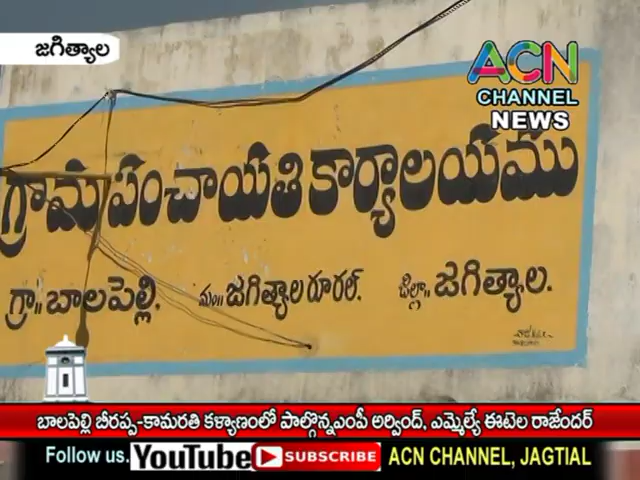 జగిత్యాల
ACN
CHANNEL
NEWS
గ్రామపంచాయతి కార్యాలయము
గ్రా,, బాలపెల్లి. మం,, జగిత్యాల రూరల్. జిల్లా,, జగిత్యాల.
బాలపెల్లి బీరప్ప-కామరతి కళ్యాణంలో పాల్గొన్నఎంపీ అర్వింద్, ఎమ్మెల్యే ఈటెల రాజేందర్
Follow us. YouTube SUBSCRIBE ACN CHANNEL, JAGTIAL